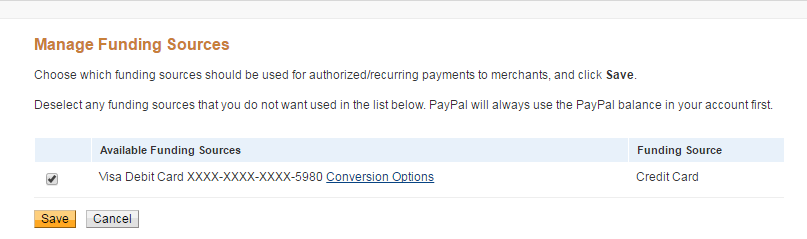 Manage Funding Sources
Choose which funding sources should be used for authorized/recurring payments to merchants, and click Save.
Deselect any funding sources that you do not want used in the list below. PayPal will always use the PayPal balance in your account first.
Available Funding Sources Funding Source
Visa Debit Card XXXX-XXXX-XXXX-5980 Conversion Options Credit Card
Save Cancel